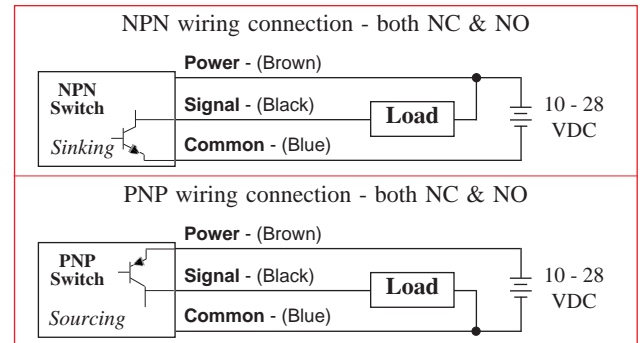 NPN wiring connection - both NC & NO
Power - (Brown)
NPN
Switch
Signal - (Black)
Load
10 - 28
VDC
Sinking
Common - (Blue)
PNP wiring connection - both NC & NO
Power - (Brown)
PNP
Switch
Signal - (Black)
Load
10 - 28
VDC
Sourcing
Common - (Blue)